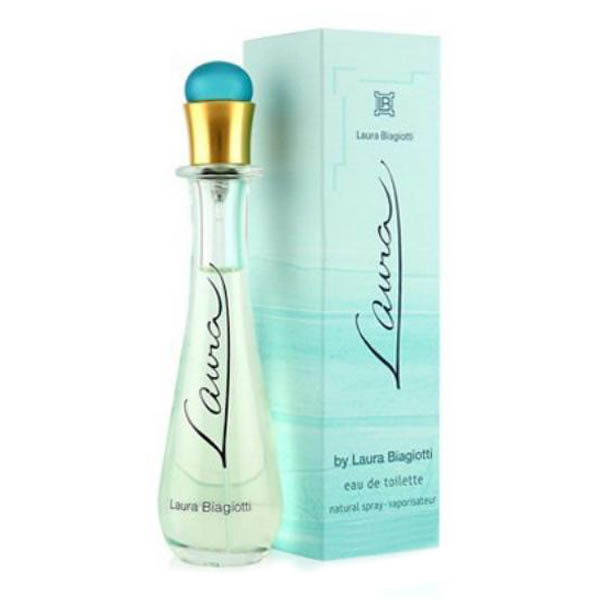 Laura
Laura Biagiotti
LB
Laura Biagiotti
Laura
by Laura Biagiotti
eau de toilette
natural spray - vaporisateur